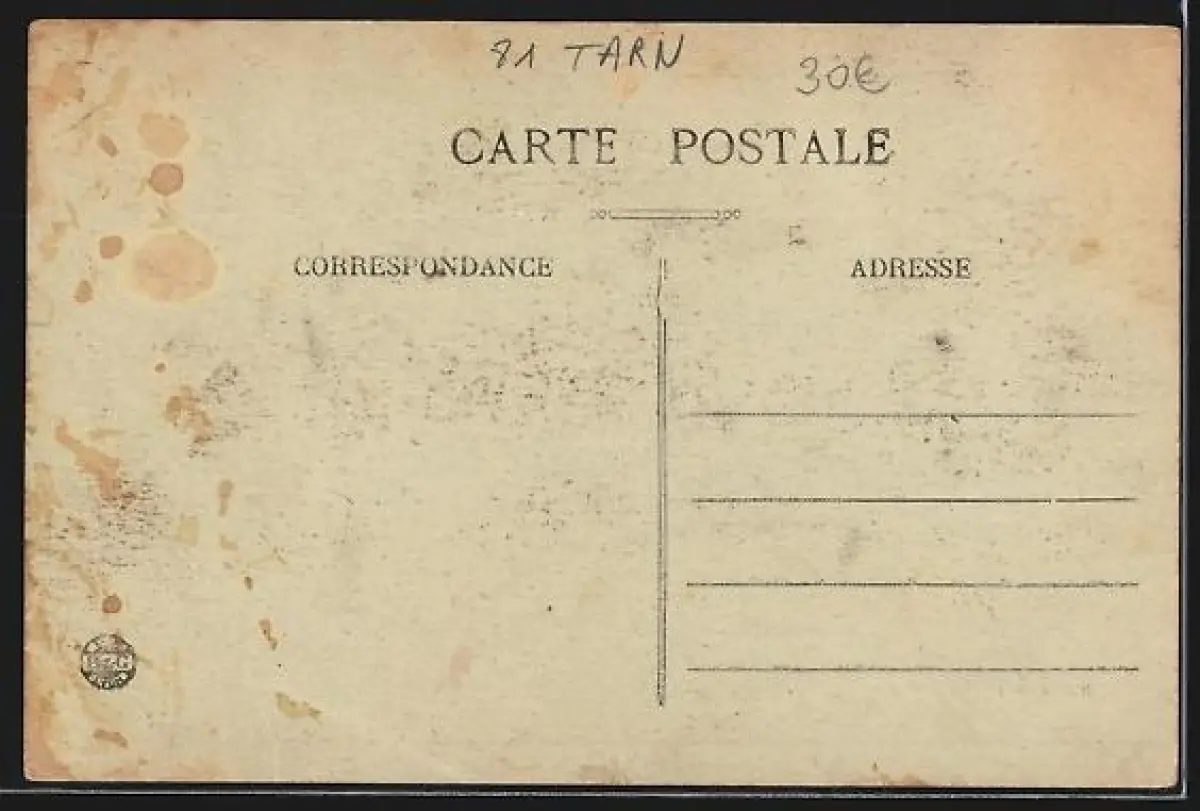 81 TARN
30€
CARTE POSTALE
CORRESPONDANCE
ADRESSE